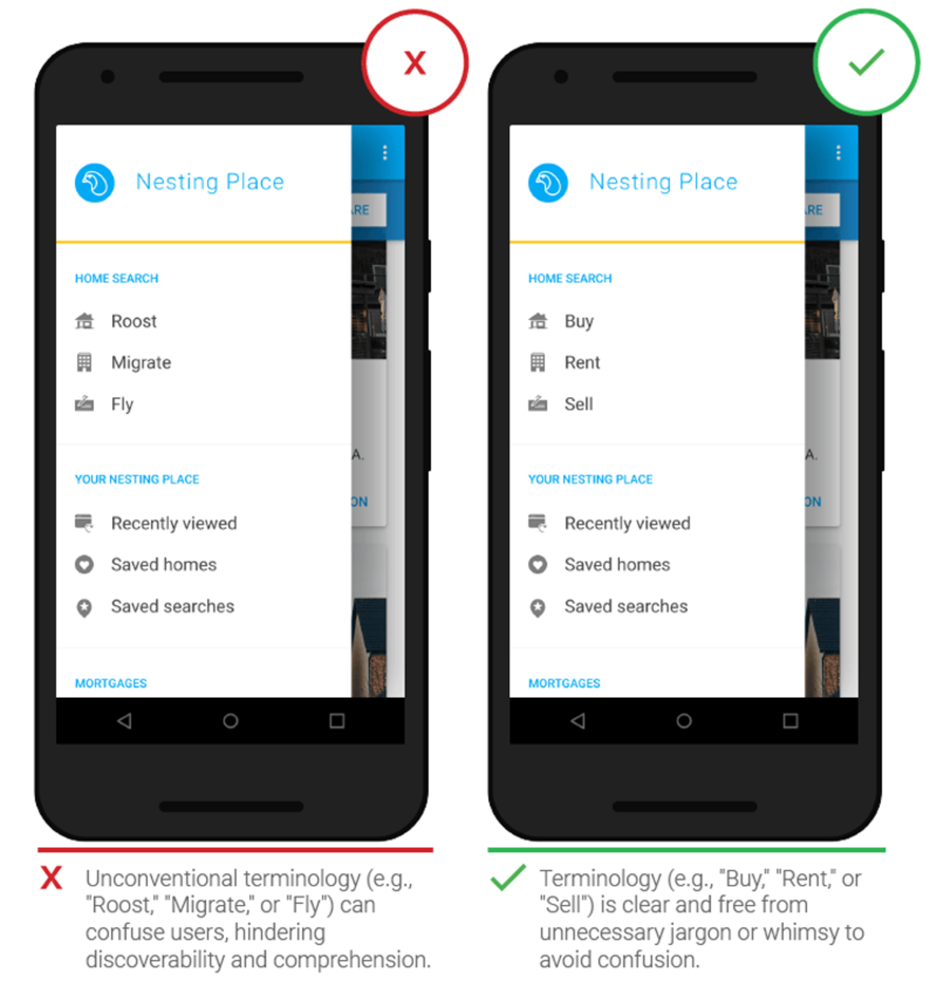 X
Nesting Place
ARE
HOME SEARCH
Roost
Migrate
Fly
A.
YOUR NESTING PLACE
ON
Recently viewed
Saved homes
Saved searches
MORTGAGES
X Unconventional terminology (e.g.,
"Roost," "Migrate," or "Fly") can
confuse users, hindering
discoverability and comprehension.
Nesting Place
ARE
HOME SEARCH
Buy
Rent
Sell
A.
YOUR NESTING PLACE
ON
Recently viewed
Saved homes
Saved searches
MORTGAGES
Terminology (e.g., "Buy," "Rent," or
"Sell") is clear and free from
unnecessary jargon or whimsy to
avoid confusion.